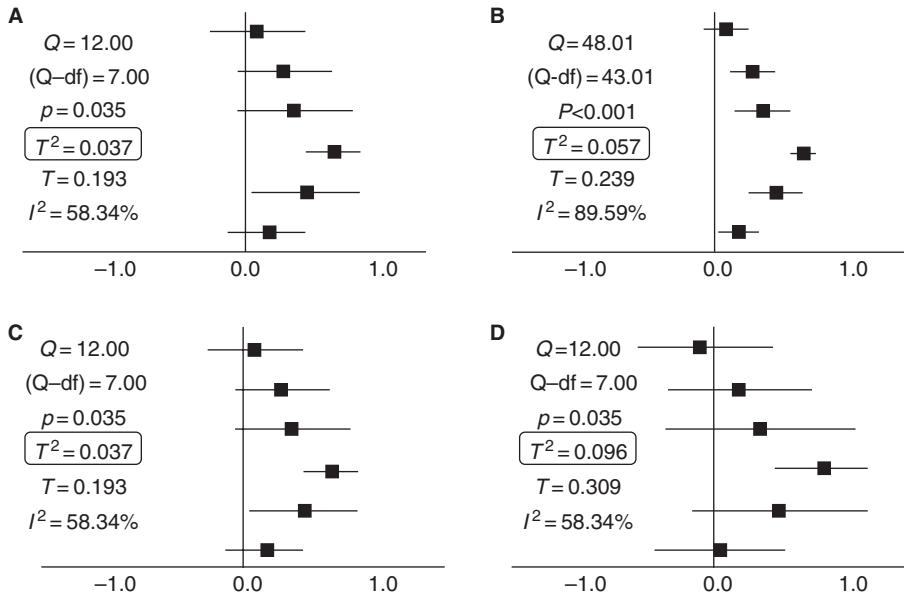 A
Q = 12.00
(Q–df) = 7.00
p = 0.035
T² = 0.037
T = 0.193
I² = 58.34%
–1.0 0.0 1.0
B
Q = 48.01
(Q-df) = 43.01
P<0.001
T² = 0.057
T = 0.239
I² = 89.59%
–1.0 0.0 1.0
C
Q = 12.00
(Q–df) = 7.00
p = 0.035
T² = 0.037
T = 0.193
I² = 58.34%
–1.0 0.0 1.0
D
Q = 12.00
Q–df = 7.00
p = 0.035
T² = 0.096
T = 0.309
I² = 58.34%
–1.0 0.0 1.0